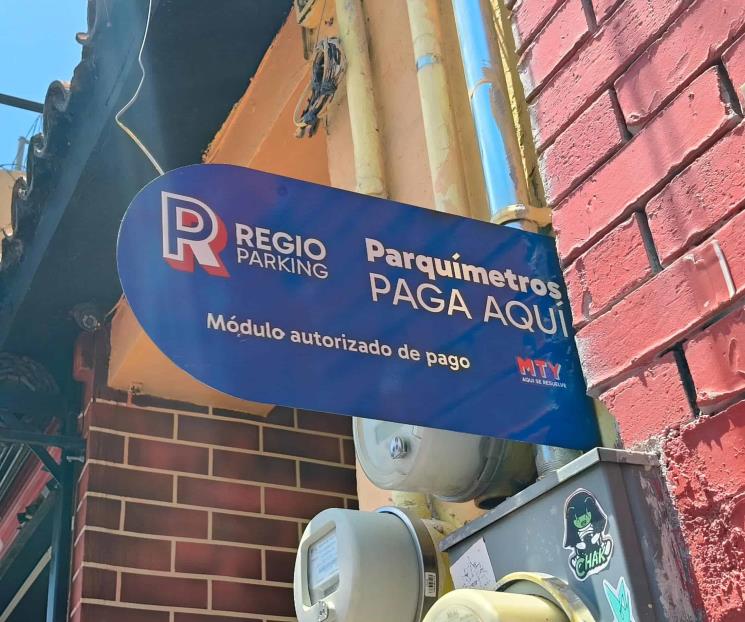 R REGIO
PARKING
Parquímetros
PAGA AQUÍ
Módulo autorizado de pago
MTY
AQUÍ SE RESUELVE